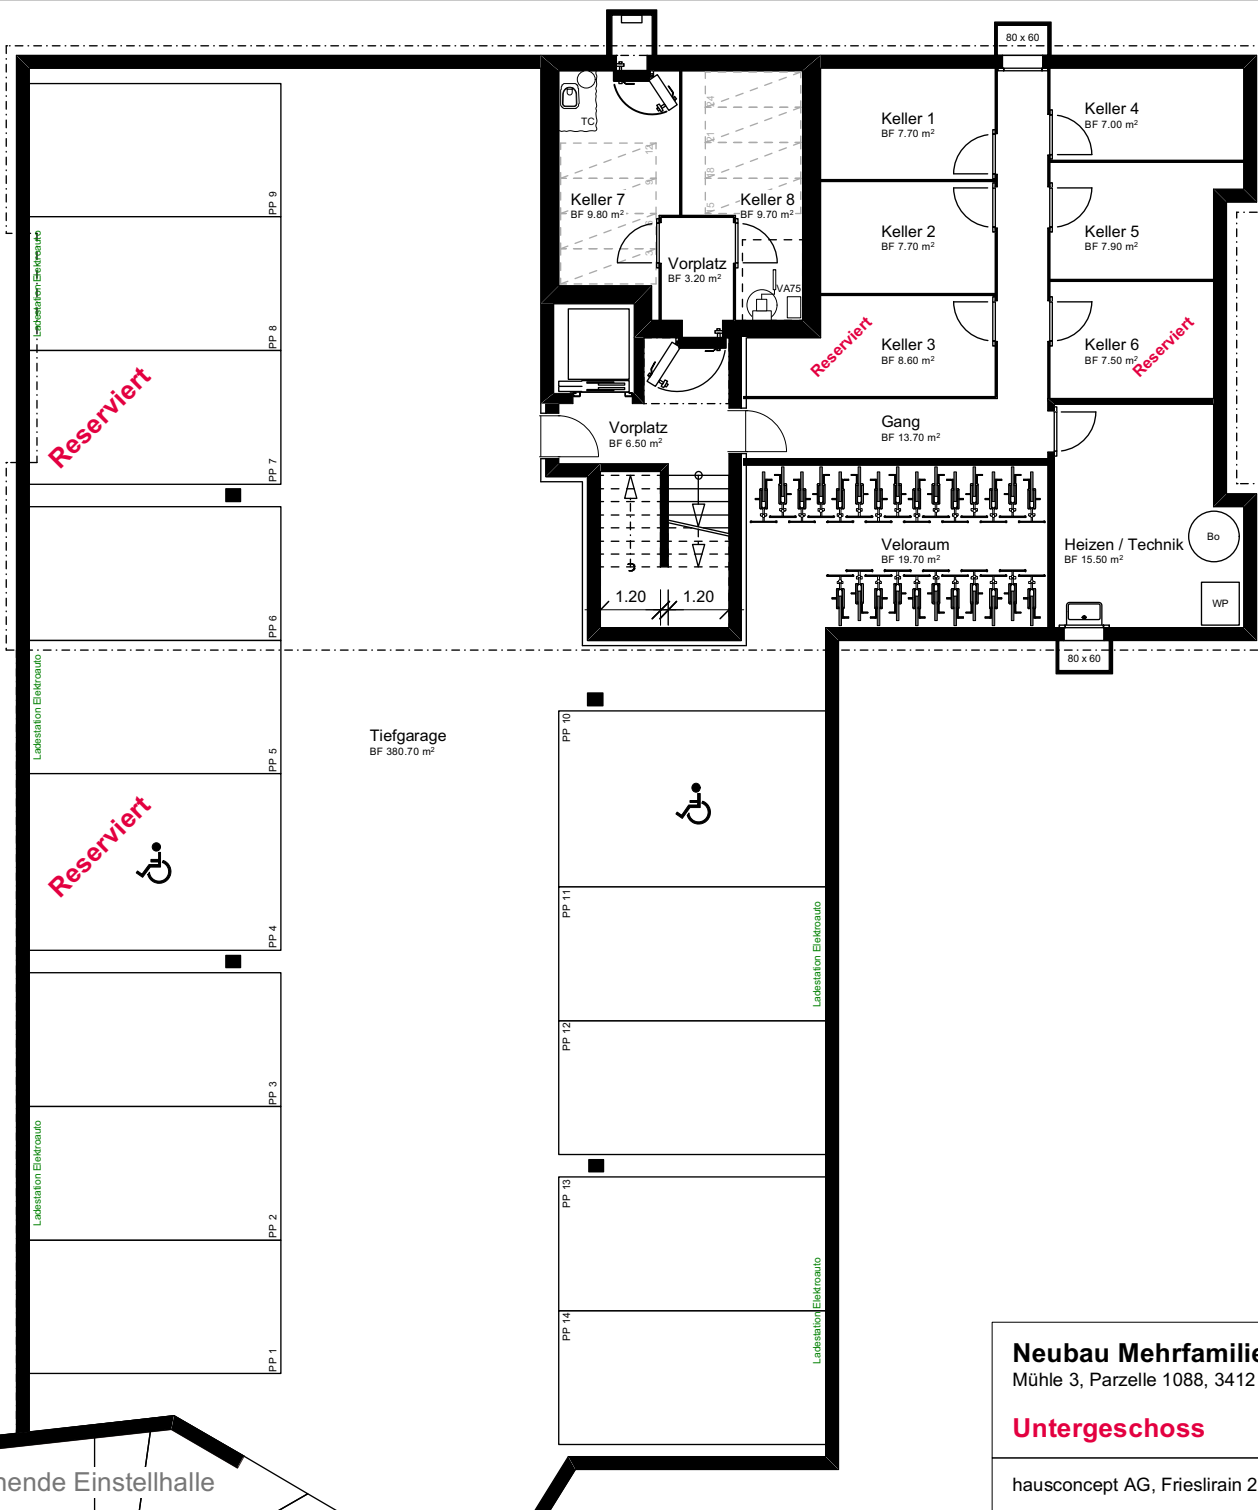 80 x 60
TC
Keller 1
BF 7.70 m²
Keller 4
BF 7.00 m²
Keller 7
BF 9.80 m²
Keller 8
BF 9.70 m²
24
21
18
15
12
9
Keller 2
BF 7.70 m²
Keller 5
BF 7.90 m²
Vorplatz
BF 3.20 m²
VA75
Keller 3
BF 8.60 m²
Reserviert
Keller 6
BF 7.50 m²
Reserviert
Vorplatz
BF 6.50 m²
Gang
BF 13.70 m²
Veloraum
BF 19.70 m²
Heizen / Technik
BF 15.50 m²
Bo
WP
1.20
1.20
80 x 60
PP 9
Ladestation Elektroauto
PP 8
Reserviert
PP 7
PP 6
Ladestation Elektroauto
PP 5
Reserviert
PP 4
PP 3
Ladestation Elektroauto
PP 2
PP 1
Tiefgarage
BF 380.70 m²
PP 10
PP 11
Ladestation Elektroauto
PP 12
PP 13
Ladestation Elektroauto
PP 14
Neubau Mehrfamilie
Mühle 3, Parzelle 1088, 3412
Untergeschoss
hausconcept AG, Frieslirain 2
nende Einstellhalle